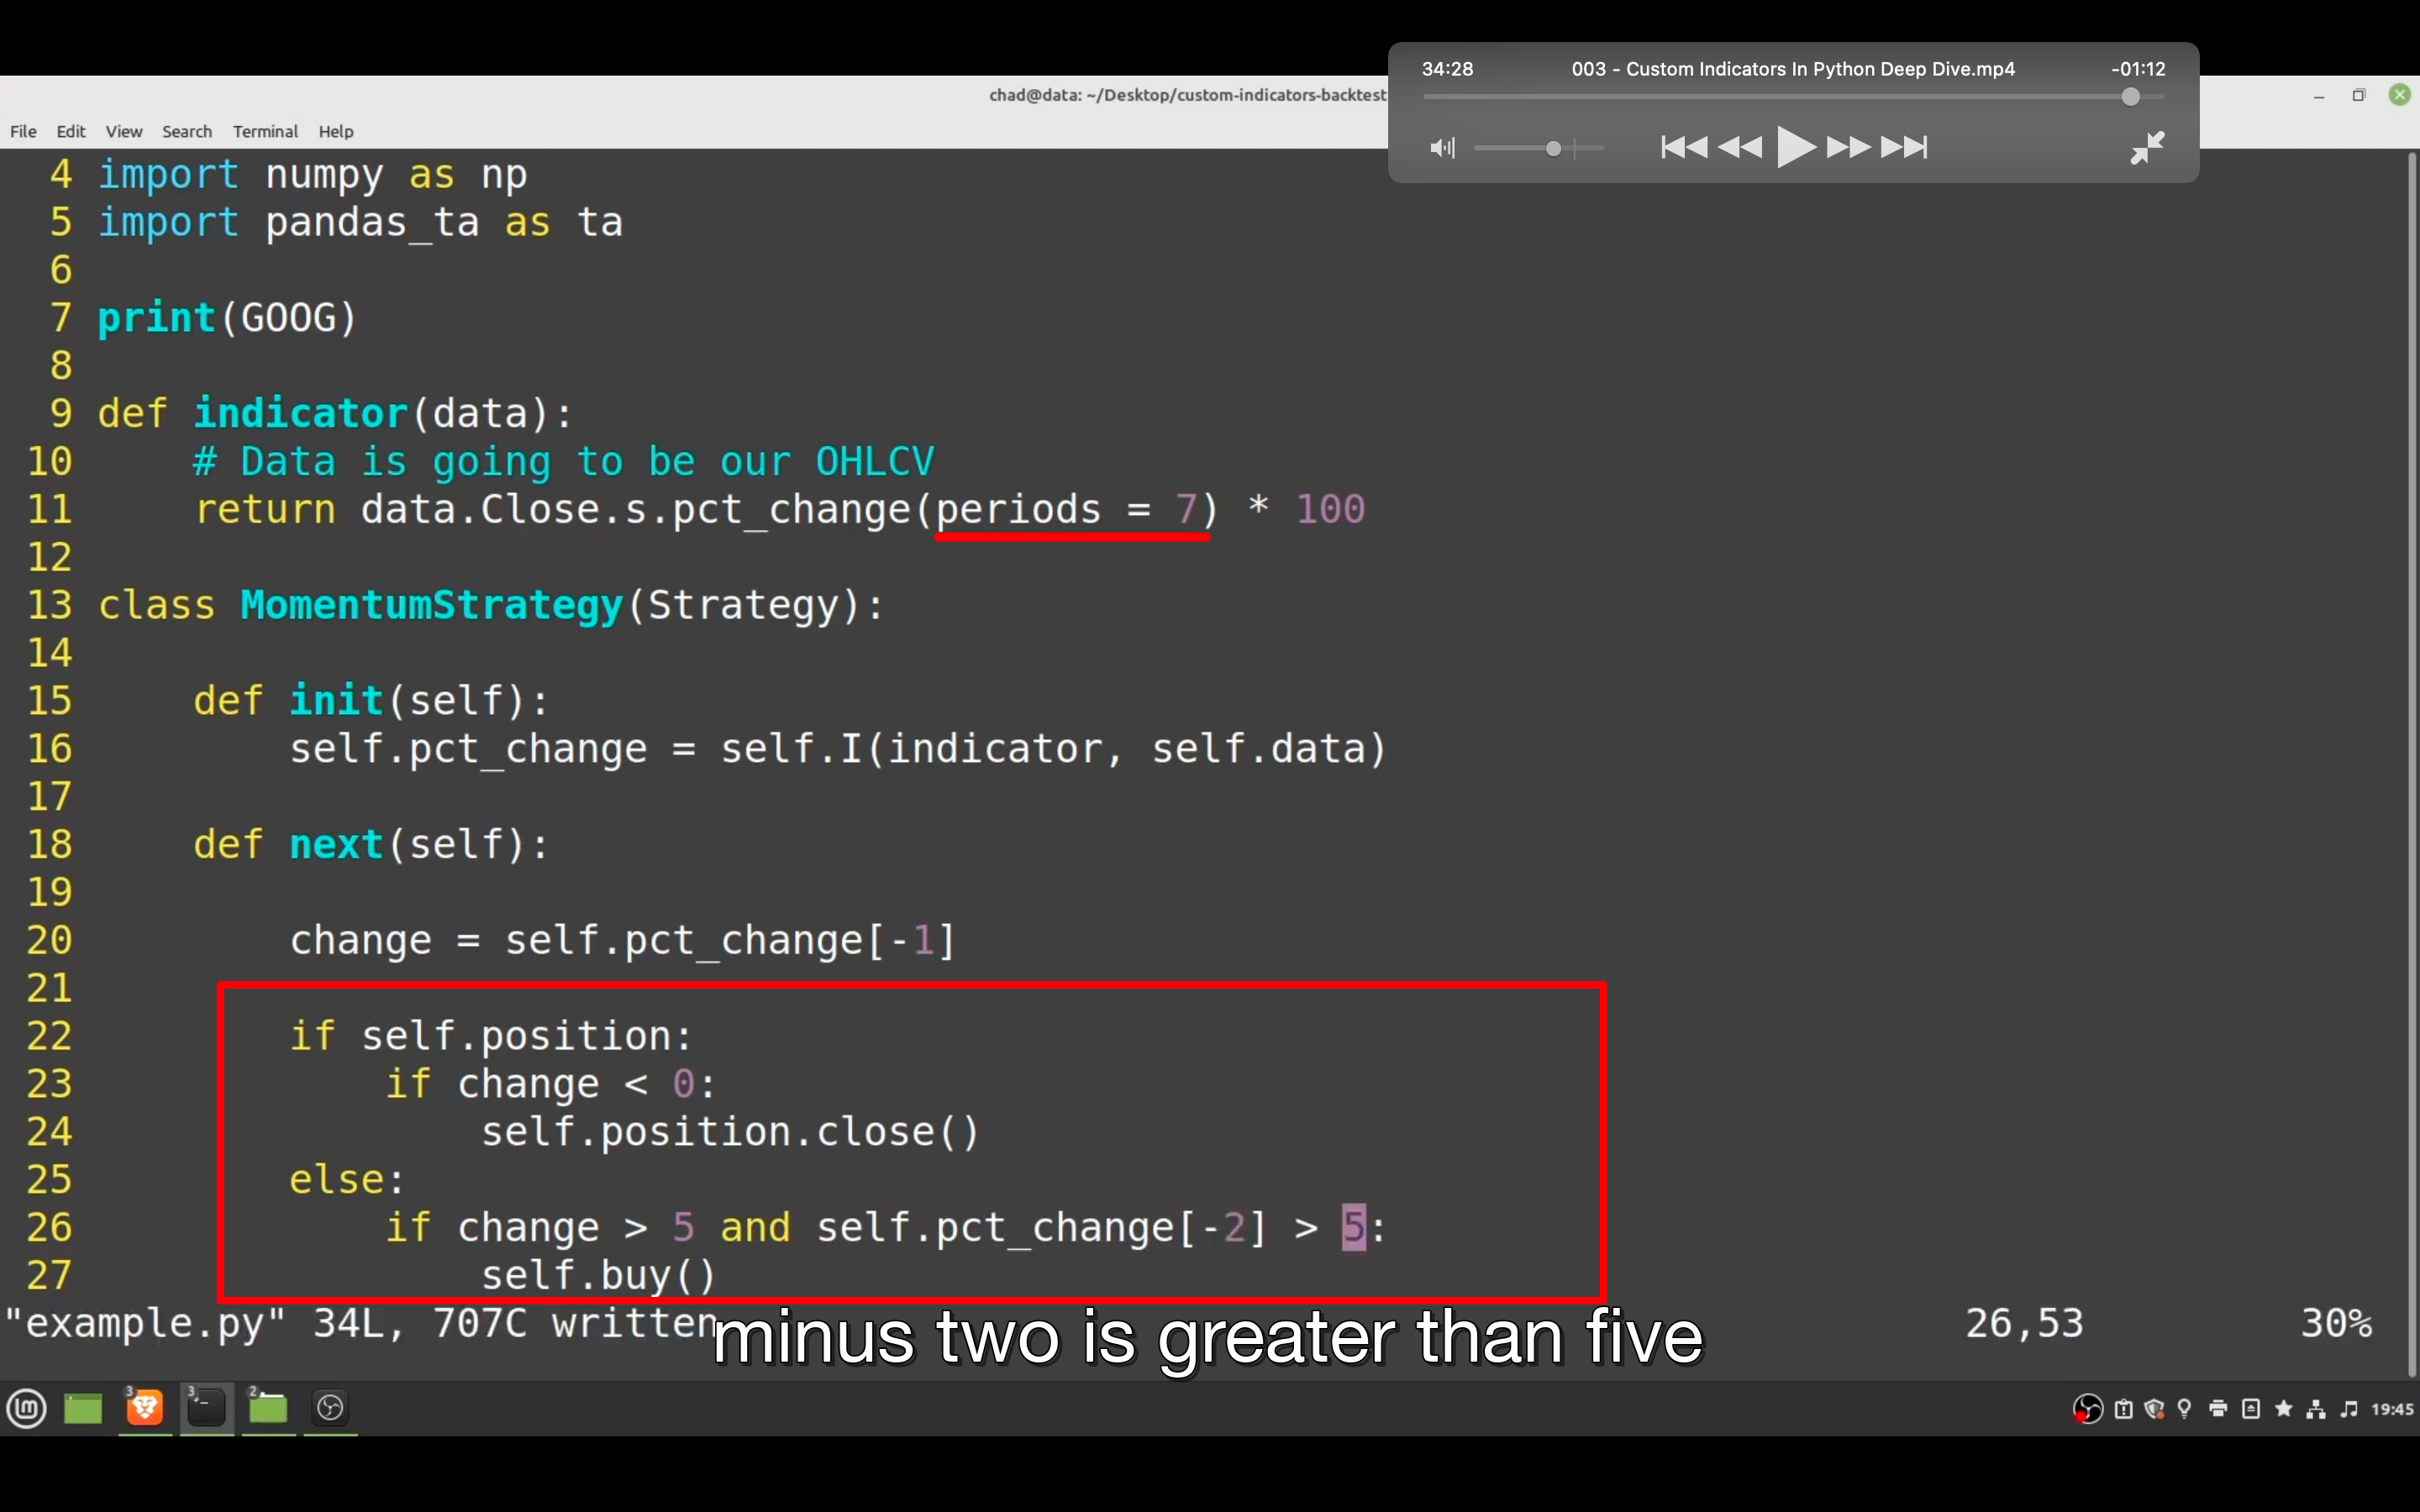 34:28 003 - Custom Indicators In Python Deep Dive.mp4 -01:12
chad@data: ~/Desktop/custom-indicators-backtest
File Edit View Search Terminal Help
4 import numpy as np
5 import pandas_ta as ta
6
7 print(GOOG)
8
9 def indicator(data):
10 # Data is going to be our OHLCV
11 return data.Close.s.pct_change(periods = 7) * 100
12
13 class MomentumStrategy(Strategy):
14
15 def init(self):
16 self.pct_change = self.I(indicator, self.data)
17
18 def next(self):
19
20 change = self.pct_change[-1]
21
22 if self.position:
23 if change < 0:
24 self.position.close()
25 else:
26 if change > 5 and self.pct_change[-2] > 5:
27 self.buy()
"example.py" 34L, 707C written 26,53 30%
minus two is greater than five
3 3 2 19:45